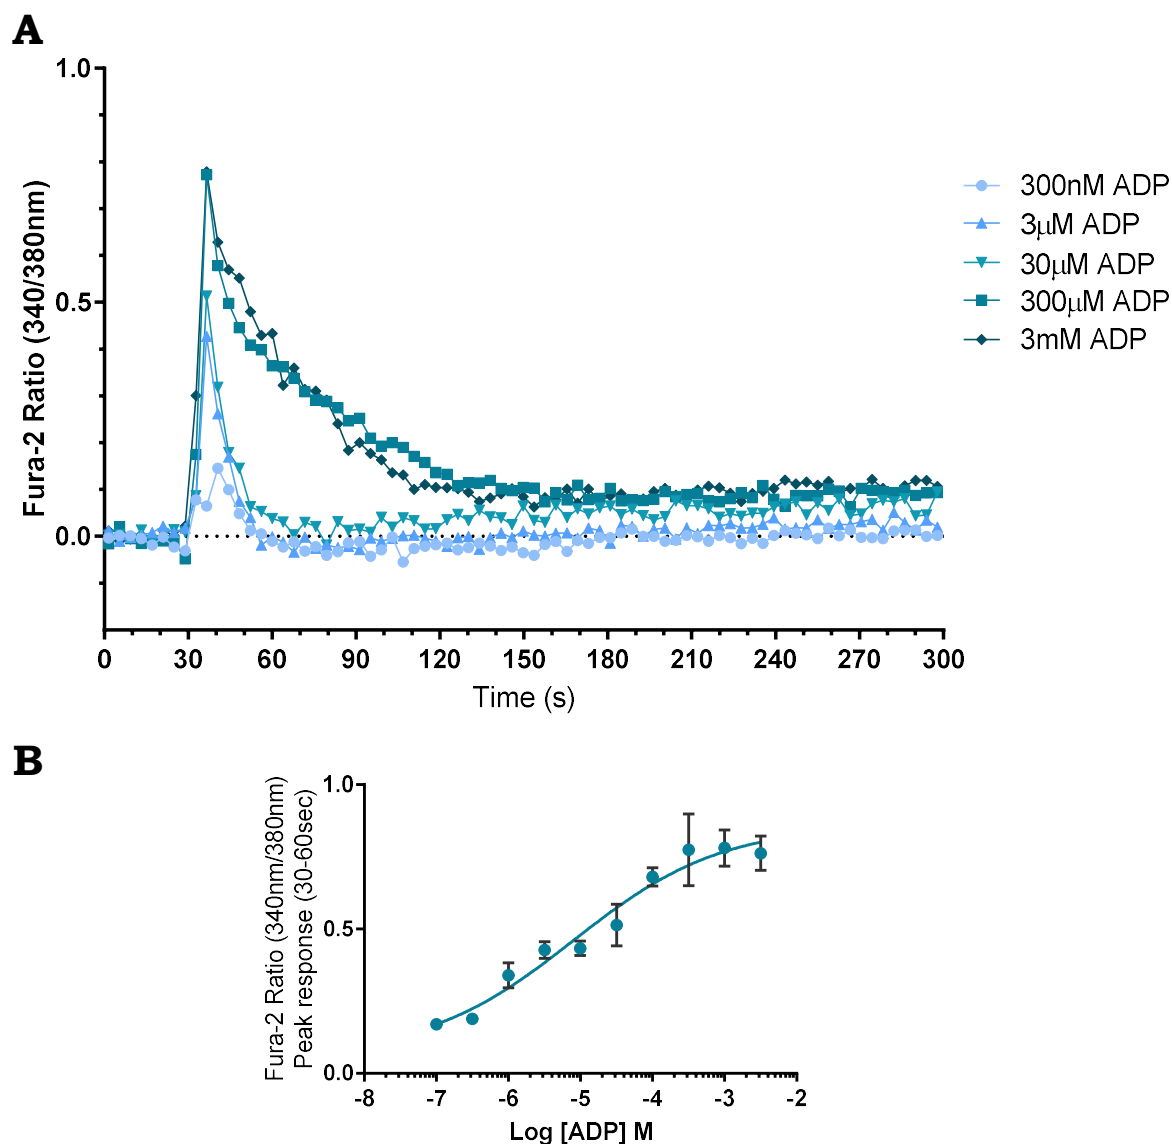 A
1.0
0.5
0.0
Fura-2 Ratio (340/380nm)
0 30 60 90 120 150 180 210 240 270 300
Time (s)
300nM ADP
3μM ADP
30μM ADP
300μM ADP
3mM ADP
B
1.0
0.5
0.0
Fura-2 Ratio (340nm/380nm)
Peak response (30-60sec)
-8 -7 -6 -5 -4 -3 -2
Log [ADP] M